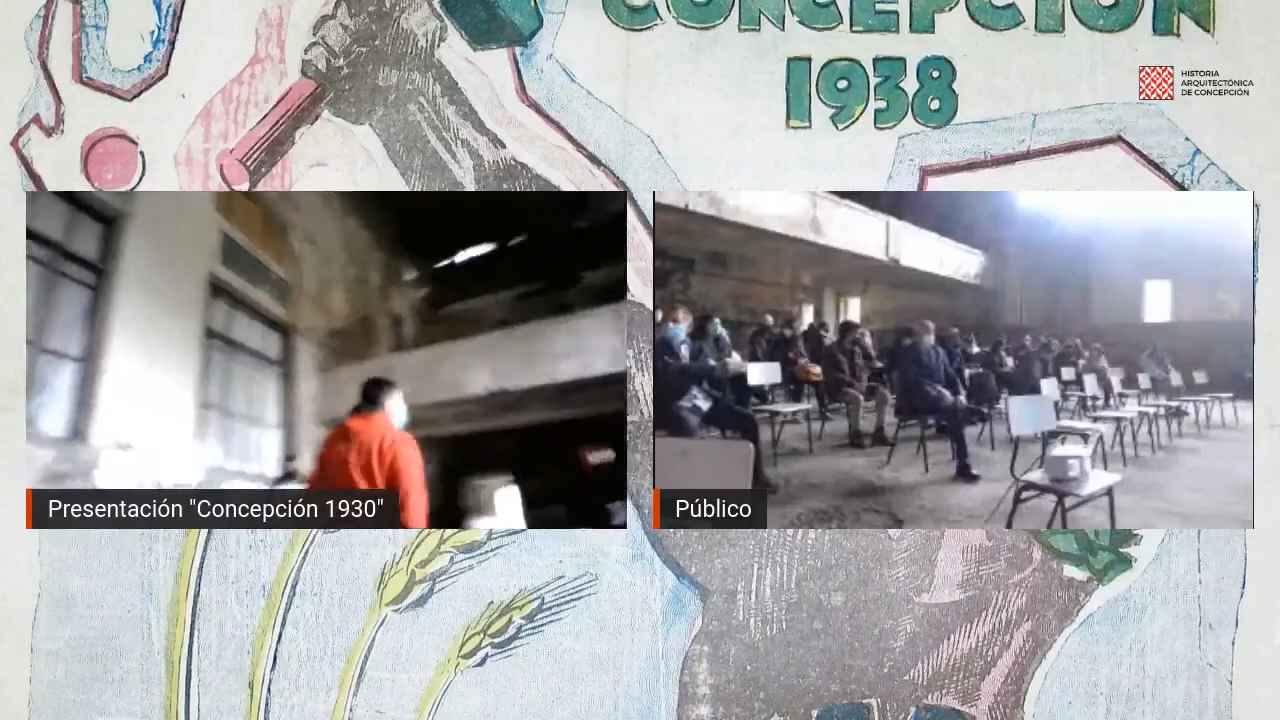 CONCEPCIÓN
1938
HISTORIA
ARQUITECTÓNICA
DE CONCEPCIÓN
Presentación "Concepción 1930"
Público